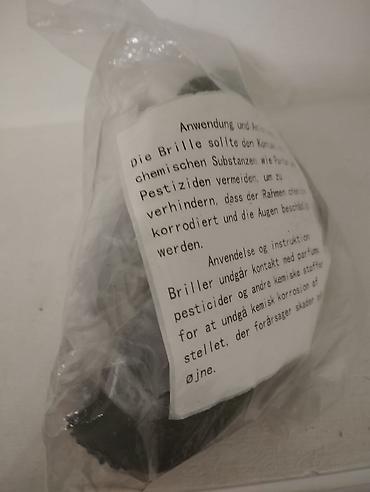 Anwendung und
Die Brille sollte den
chemischen Substanzen wie
Pestiziden vermeiden, um zu
verhindern, dass der Rahmen
korrodiert und die Augen
werden.
Anvendelse og instruktion
Briller undgår kontakt med parfume,
pesticider og andre kemiske stoffer
for at undgå kemisk korrosion af
stellet, der forårsager skader
øjne.